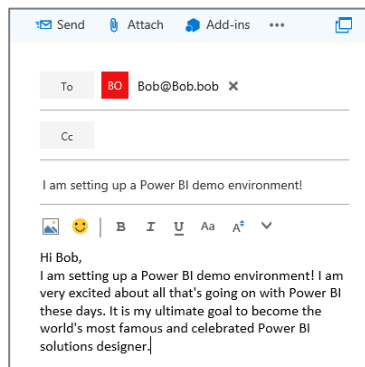 Send Attach Add-ins •••
To BO Bob@Bob.bob ✕
Cc
I am setting up a Power BI demo environment!
B I U Aa A
Hi Bob,
I am setting up a Power BI demo environment! I am
very excited about all that's going on with Power BI
these days. It is my ultimate goal to become the
world's most famous and celebrated Power BI
solutions designer.